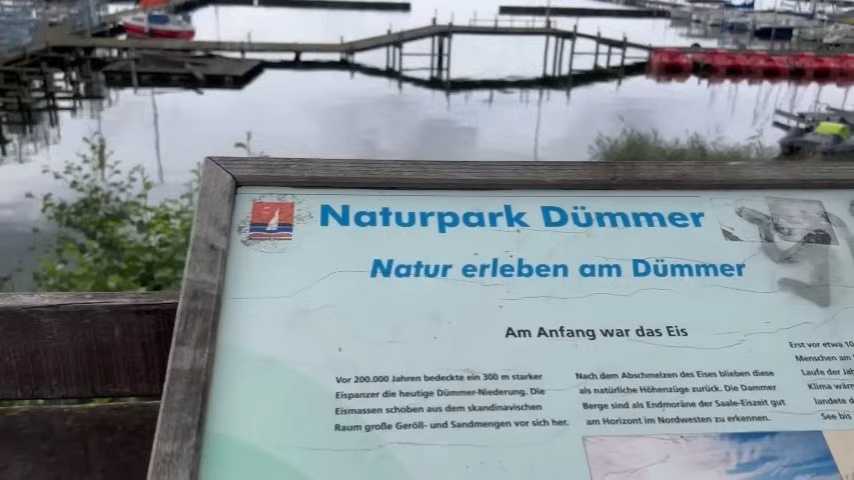 Naturpark Dümmer
Natur erleben am Dümmer
Am Anfang war das Eis
Vor 200.000 Jahren bedeckte ein 300 m starker
Eispanzer die heutige Dümmer-Niederung. Die
Eismassen schoben aus dem skandinavischen
Raum große Geröll- und Sandmengen vor sich her.
Nach dem Abschmelzen des Eises blieben diese
als natürliche Höhenzüge zurück. Die Dammer
Berge sind als Endmoräne der Saale-Eiszeit gut
am Horizont im Nordwesten zu erkennen.
Erst vor etwa 10
Menschen am
Laufe der Jah
Klima wärm
landete d
See bis